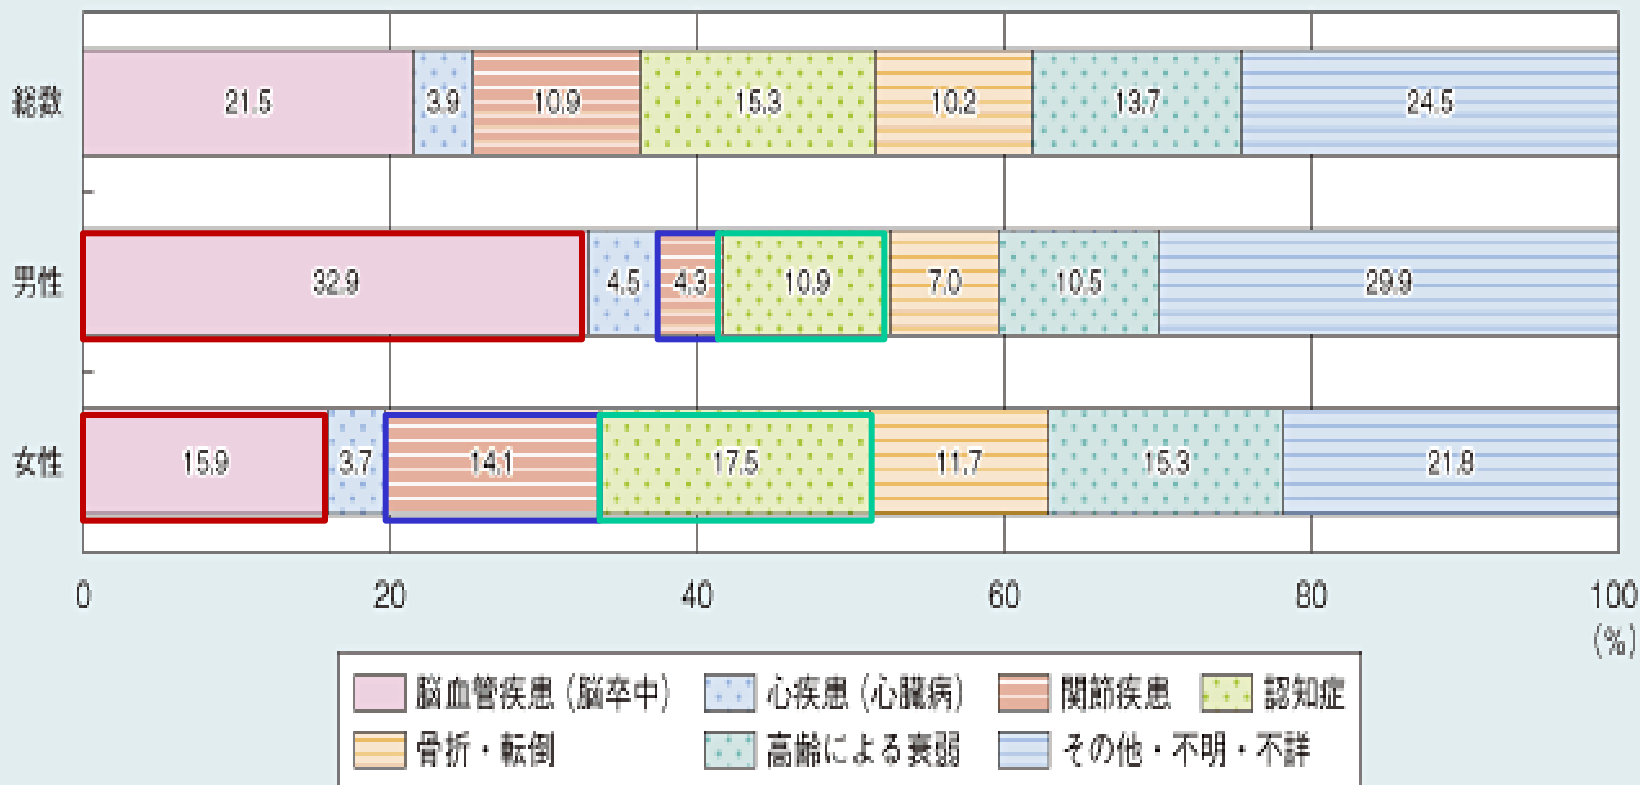 総数 21.5 3.9 10.9 15.3 10.2 13.7 24.5
男性 32.9 4.5 4.3 10.9 7.0 10.5 29.9
女性 15.9 3.7 14.1 17.5 11.7 15.3 21.8
0 20 40 60 80 100
(%)
脳血管疾患(脳卒中) 心疾患(心臓病) 関節疾患 認知症
骨折・転倒 高齢による衰弱 その他・不明・不詳